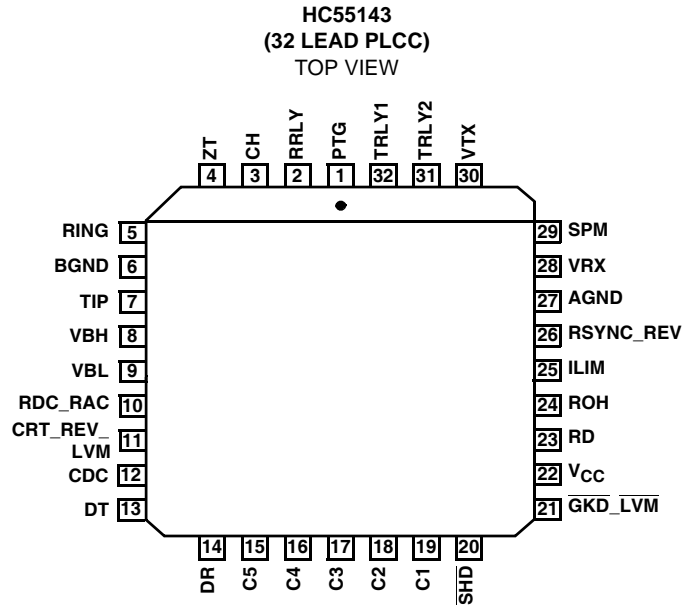 HC55143
(32 LEAD PLCC)
TOP VIEW
ZT
CH
RRLY
PTG
TRLY1
TRLY2
VTX
4 3 2 1 32 31 30
RING 5
BGND 6
TIP 7
VBH 8
VBL 9
RDC_RAC 10
CRT_REV_
LVM 11
CDC 12
DT 13
29 SPM
28 VRX
27 AGND
26 RSYNC_REV
25 ILIM
24 ROH
23 RD
22 VCC
21 GKD_LVM
14 15 16 17 18 19 20
DR
C5
C4
C3
C2
C1
SHD